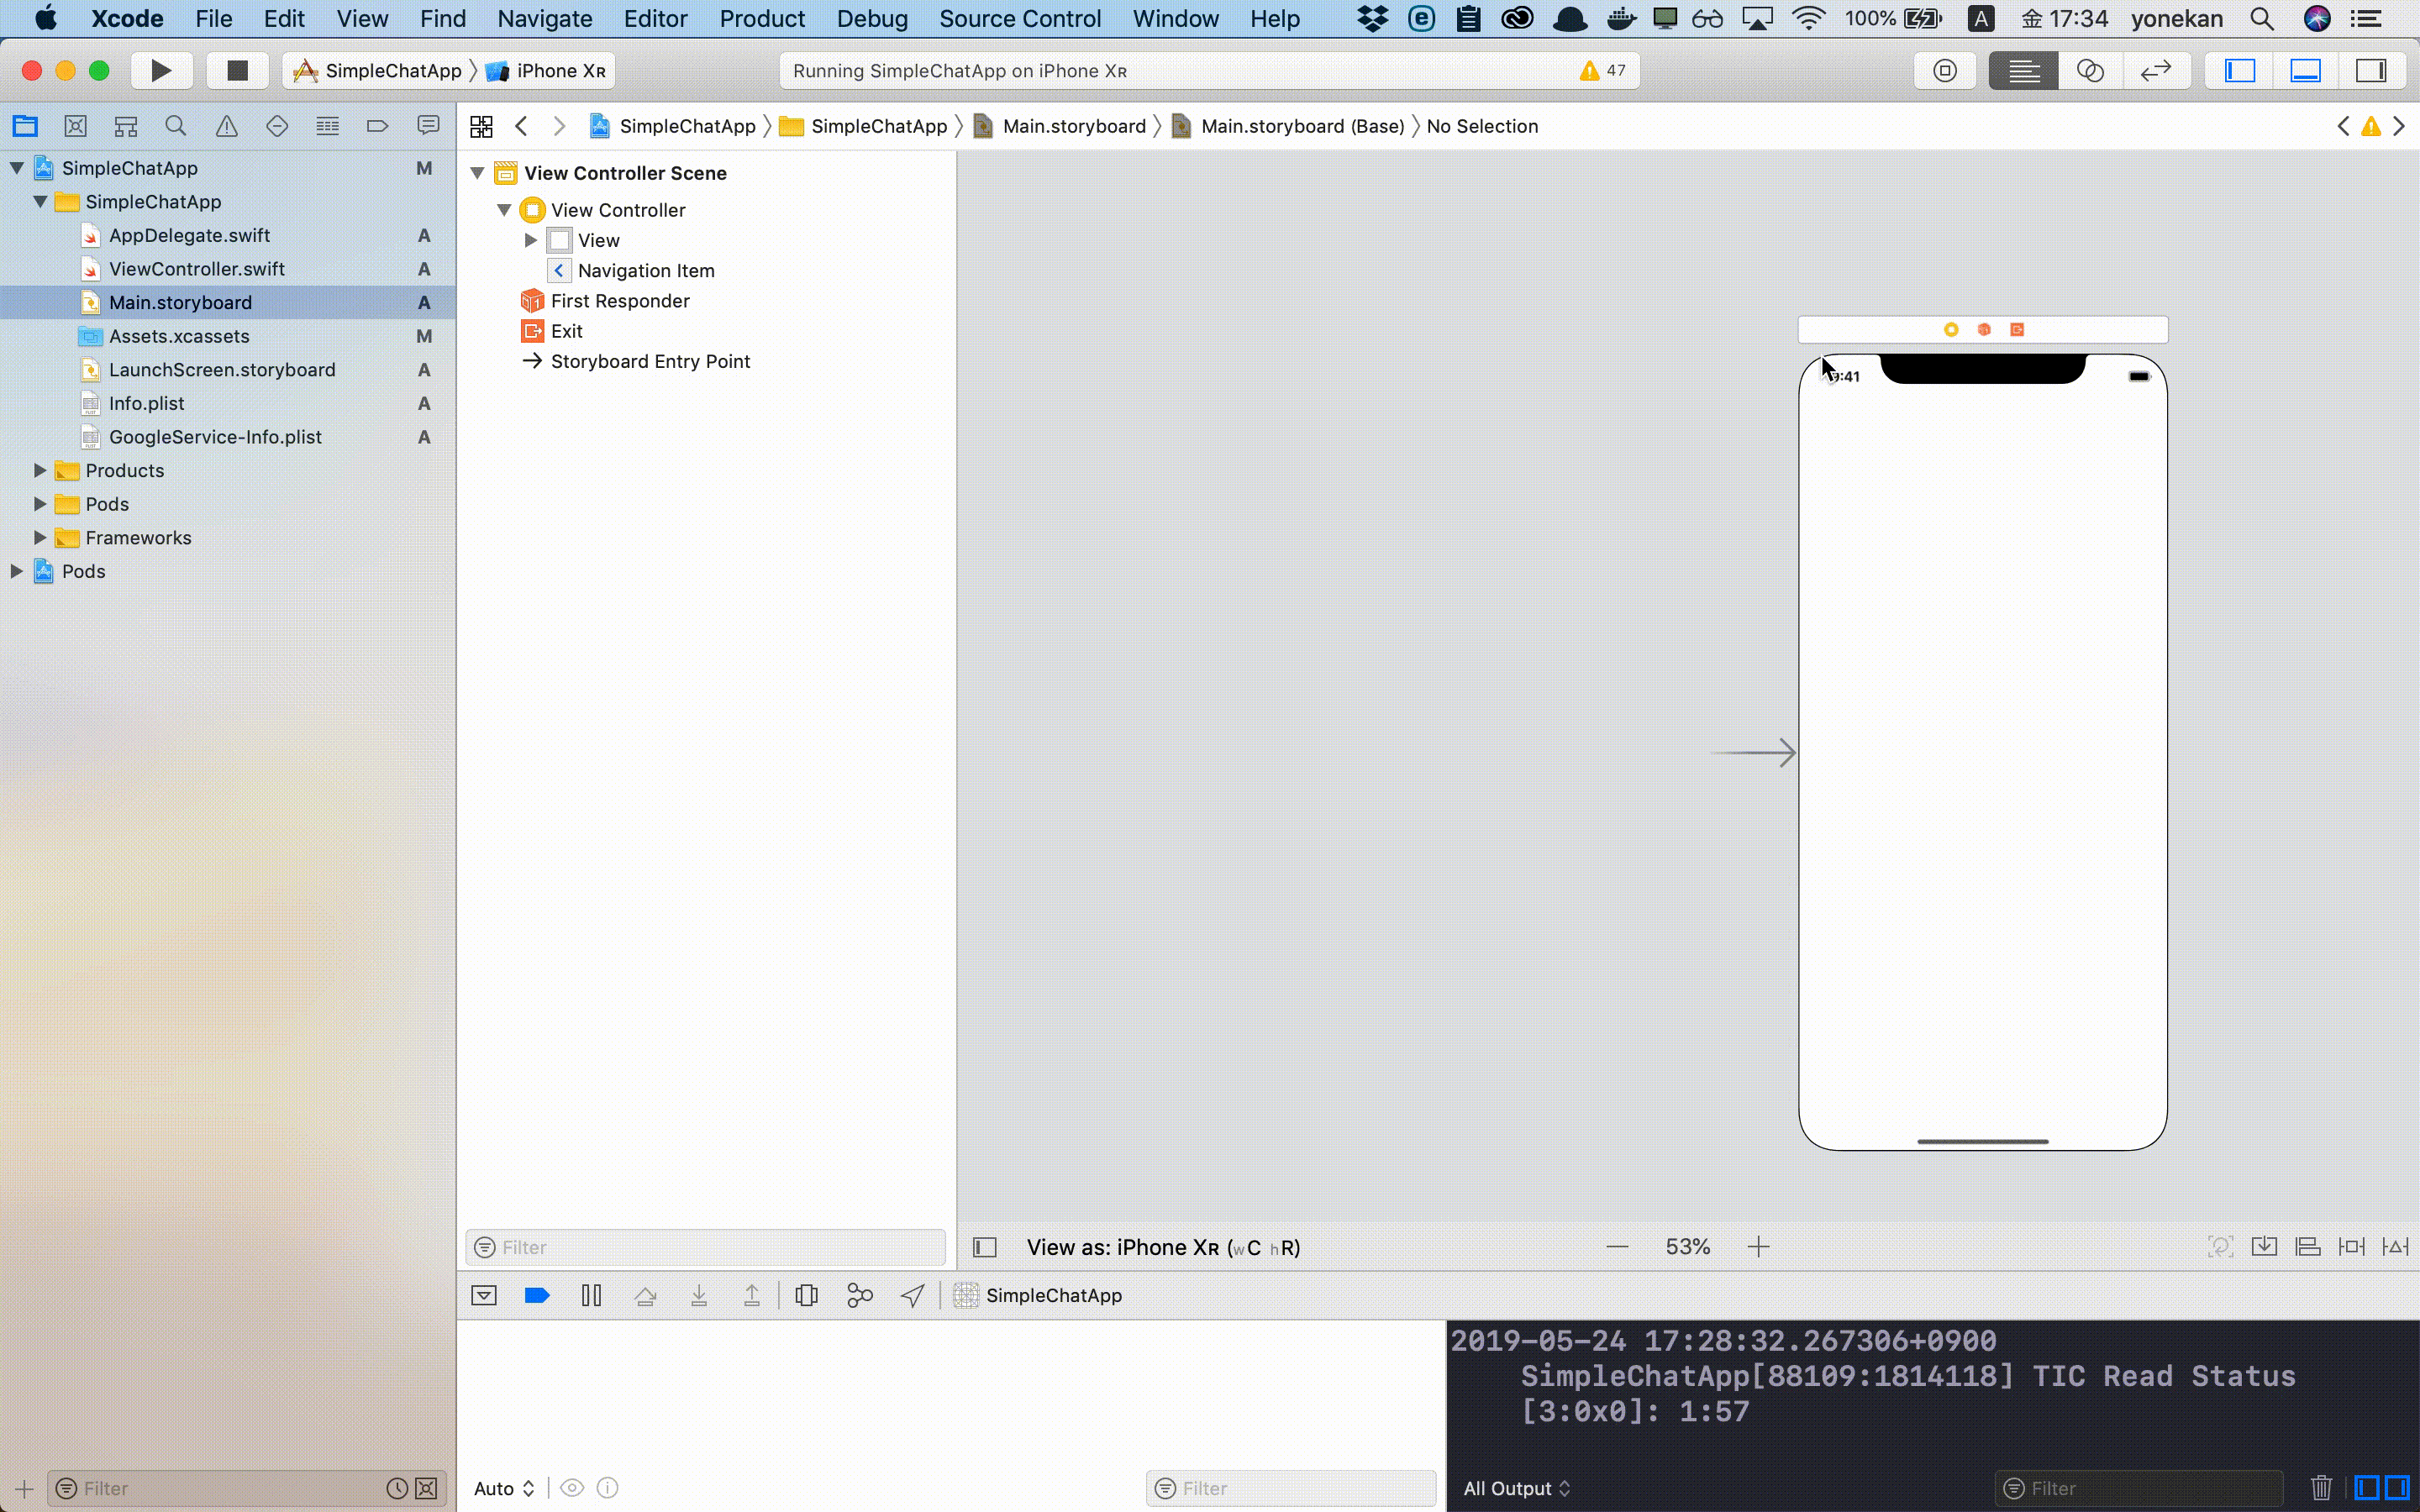 Xcode File Edit View Find Navigate Editor Product Debug Source Control Window Help 100% A 金 17:34 yonekan
SimpleChatApp iPhone XR Running SimpleChatApp on iPhone XR 47
SimpleChatApp SimpleChatApp Main.storyboard Main.storyboard (Base) No Selection
SimpleChatApp M
SimpleChatApp
AppDelegate.swift A
ViewController.swift A
Main.storyboard A
Assets.xcassets M
LaunchScreen.storyboard A
Info.plist A
GoogleService-Info.plist A
Products
Pods
Frameworks
Pods
Filter
View Controller Scene
View Controller
View
Navigation Item
First Responder
Exit
Storyboard Entry Point
Filter
:41
View as: iPhone XR (wC hR) 53%
SimpleChatApp
Auto Filter
2019-05-24 17:28:32.267306+0900
SimpleChatApp[88109:1814118] TIC Read Status
[3:0x0]: 1:57
All Output Filter